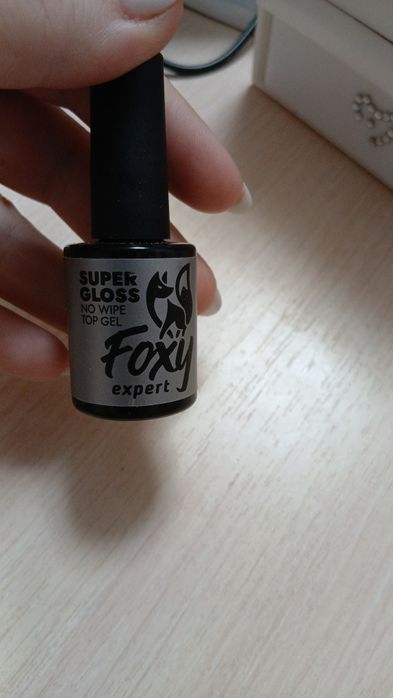 SUPER
GLOSS
NO WIPE
TOP GEL
Foxy
expert